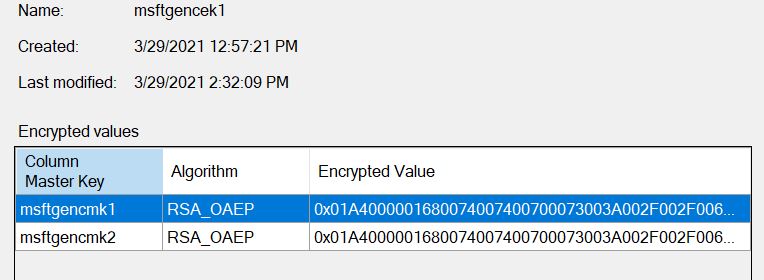 Name: msftgencek1
Created: 3/29/2021 12:57:21 PM
Last modified: 3/29/2021 2:32:09 PM
Encrypted values
Column
Master Key Algorithm Encrypted Value
msftgencmk1 RSA_OAEP 0x01A4000001680074007400700073003A002F002F006...
msftgencmk2 RSA_OAEP 0x01A4000001680074007400700073003A002F002F006...